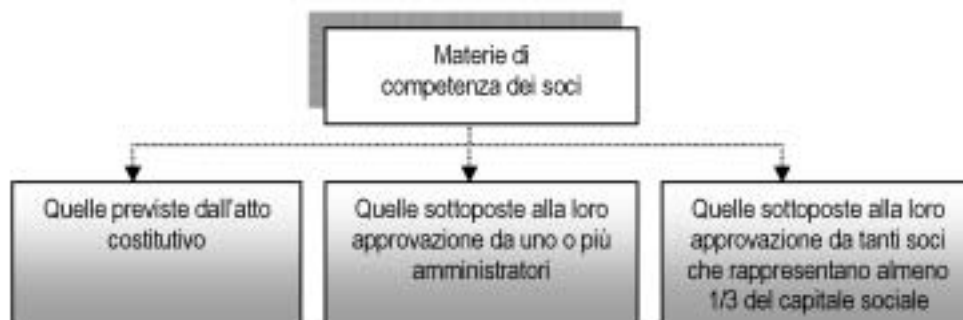 Materie di
competenza dei soci
Quelle previste dall'atto
costitutivo
Quelle sottoposte alla loro
approvazione da uno o più
amministratori
Quelle sottoposte alla loro
approvazione da tanti soci
che rappresentano almeno
1/3 del capitale sociale